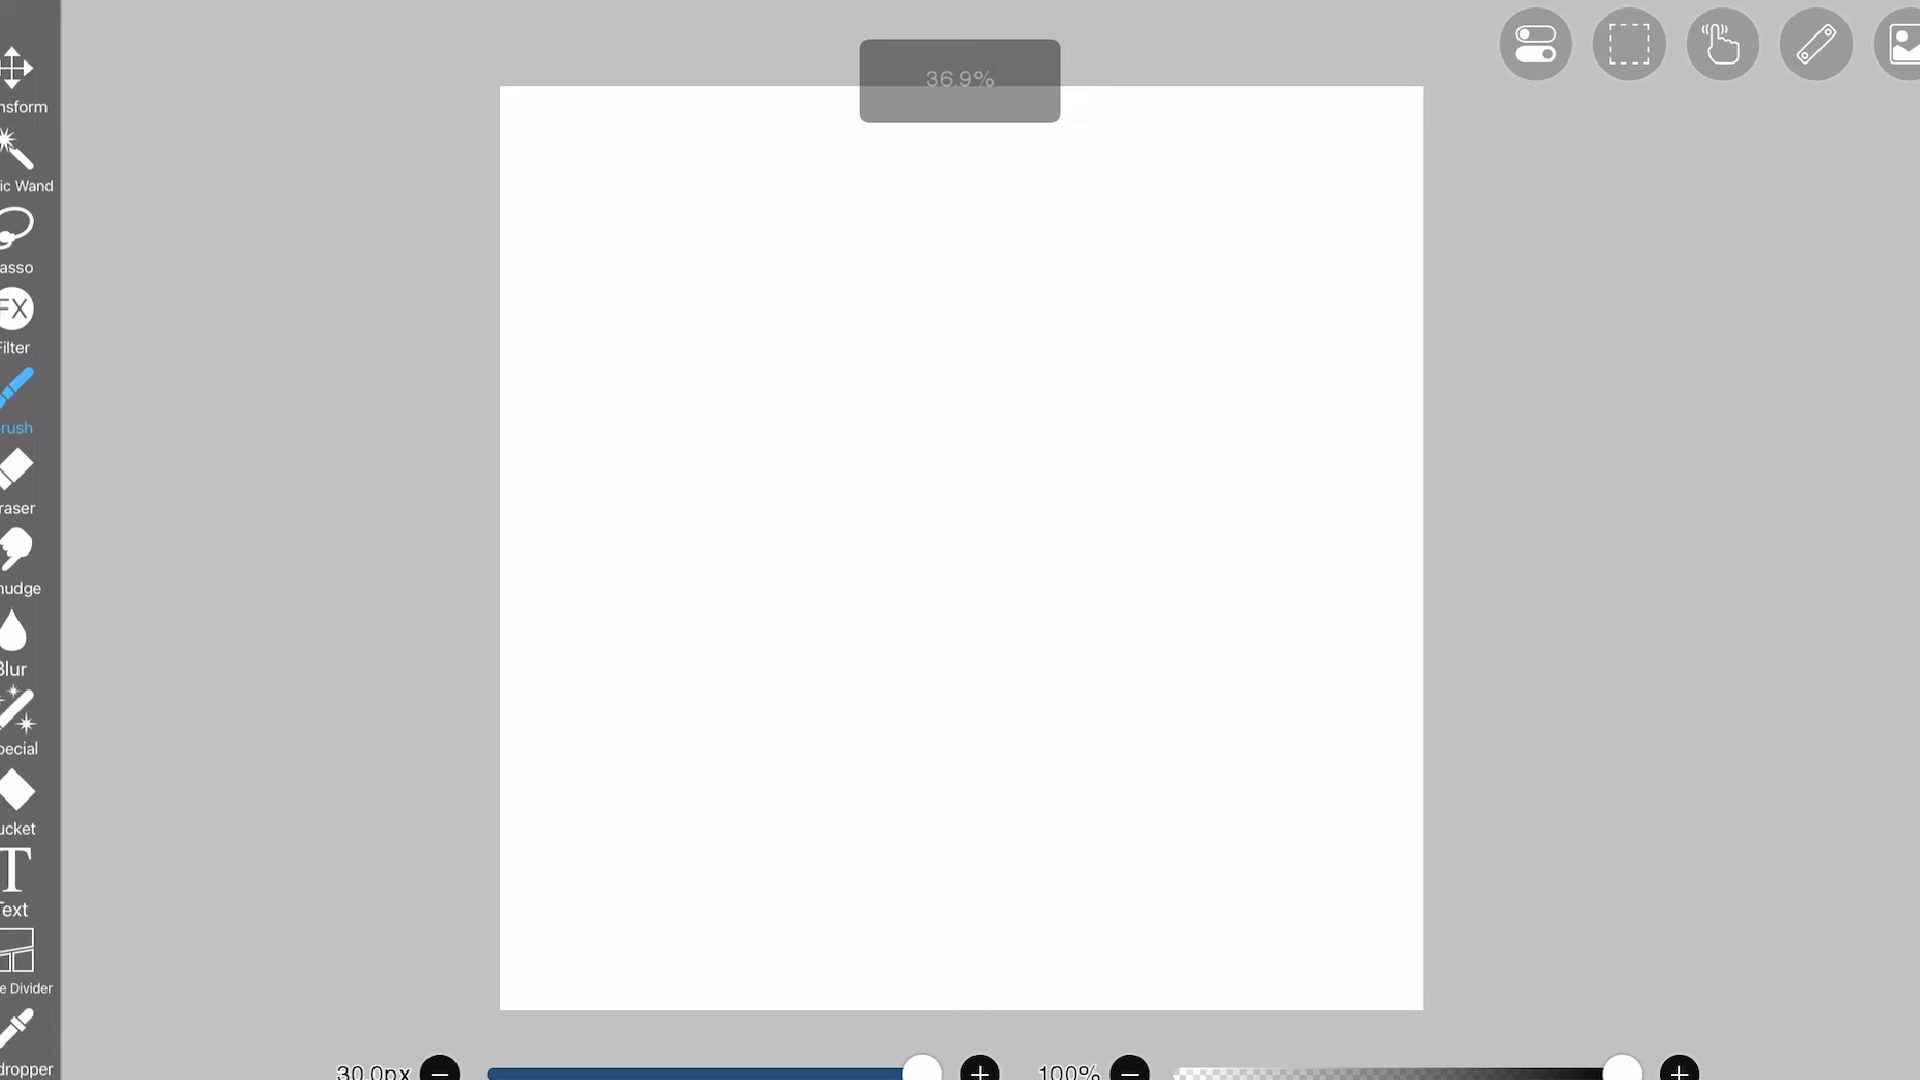 36.9%
nsform
ic Wand
asso
Filter
FX
rush
raser
nudge
Blur
pecial
ucket
T
Text
e Divider
dropper
30.0px
100%